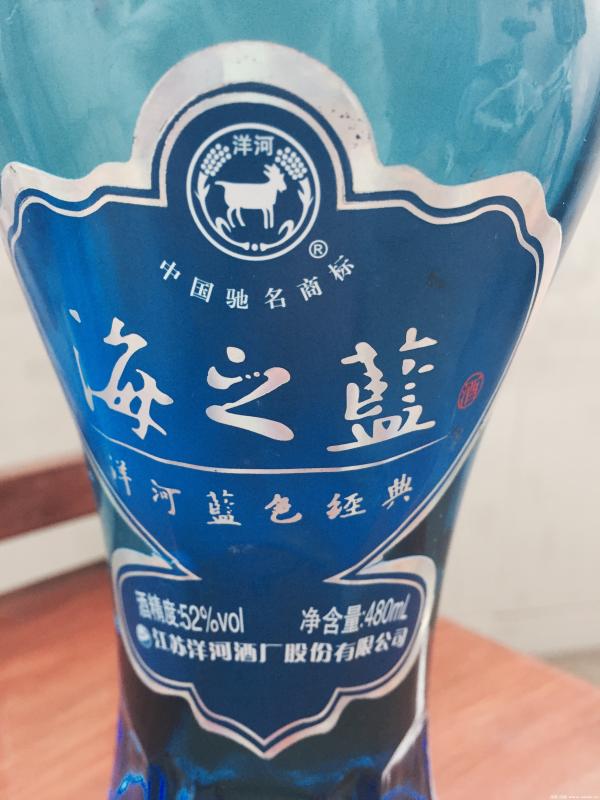 洋河
®
中国驰名商标
海之藍
酒
洋河藍色經典
酒精度:52%vol 净含量:480mL
江苏洋河酒厂股份有限公司